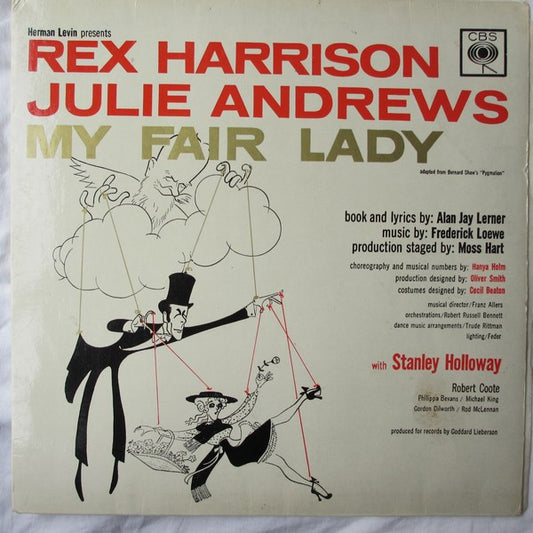 Herman Levin presents
CBS
REX HARRISON
JULIE ANDREWS
MY FAIR LADY
adapted from Bernard Shaw's "Pygmalion"
book and lyrics by: Alan Jay Lerner
music by: Frederick Loewe
production staged by: Moss Hart
choreography and musical numbers by: Hanya Holm
production designed by: Oliver Smith
costumes designed by: Cecil Beaton
musical director/Franz Allers
orchestrations/Robert Russell Bennett
dance music arrangements/Trude Rittman
lighting/Feder
with Stanley Holloway
Robert Coote
Philippa Bevans / Michael King
Gordon Dilworth / Rod McLennan
produced for records by Goddard Lieberson